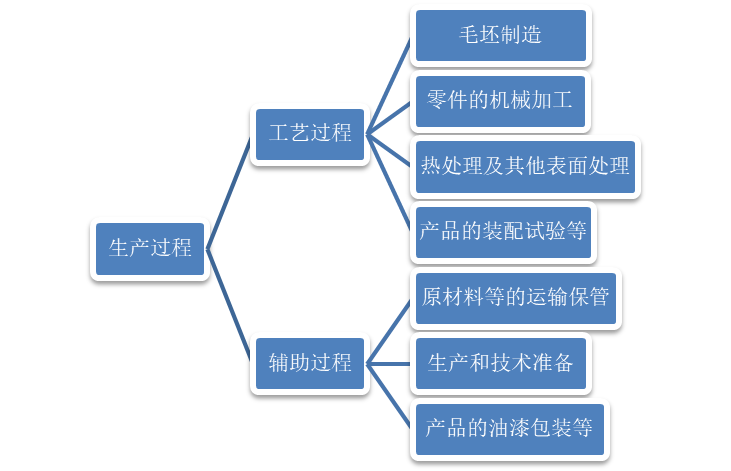 毛坯制造
零件的机械加工
工艺过程
热处理及其他表面处理
产品的装配试验等
生产过程
原材料等的运输保管
辅助过程
生产和技术准备
产品的油漆包装等